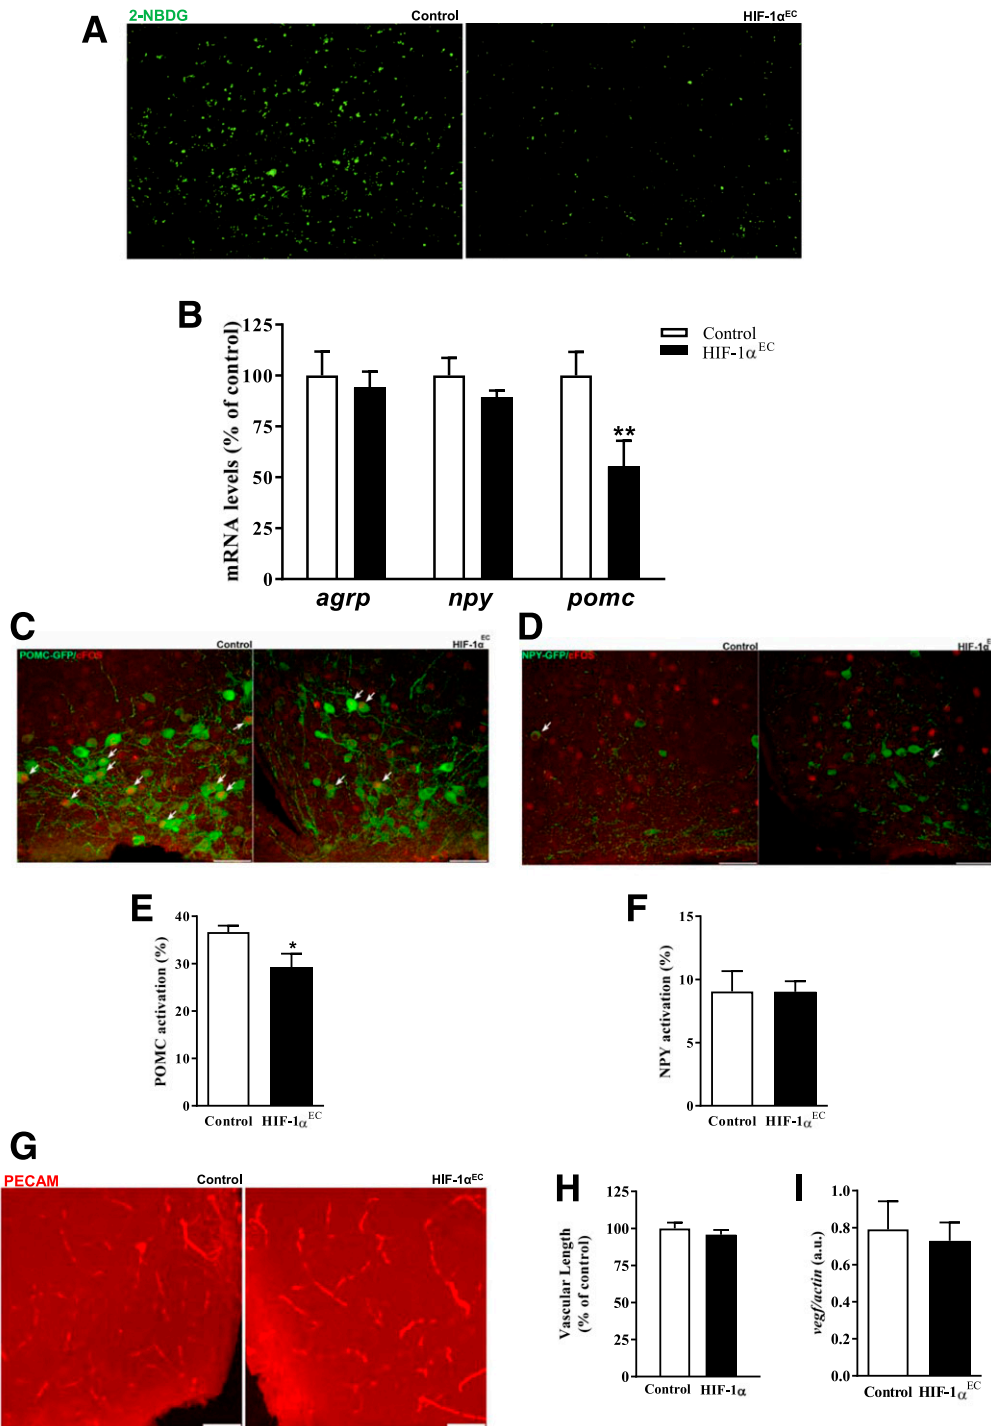 A
2-NBDG
Control
HIF-1αEC
B
mRNA levels (% of control)
125
100
75
50
25
0
**
Control
HIF-1αEC
agrp
npy
pomc
C
POMC-GFP/cFOS
Control
HIF-1αEC
D
NPY-GFP/cFOS
Control
HIF-1αEC
E
POMC activation (%)
40
30
20
10
0
*
Control
HIF-1αEC
F
NPY activation (%)
15
10
5
0
Control
HIF-1αEC
G
PECAM
Control
HIF-1αEC
H
Vascular Length
(% of control)
125
100
75
50
25
0
Control
HIF-1α
I
vegf/actin (a.u.)
1.0
0.8
0.6
0.4
0.2
0.0
Control
HIF-1αEC